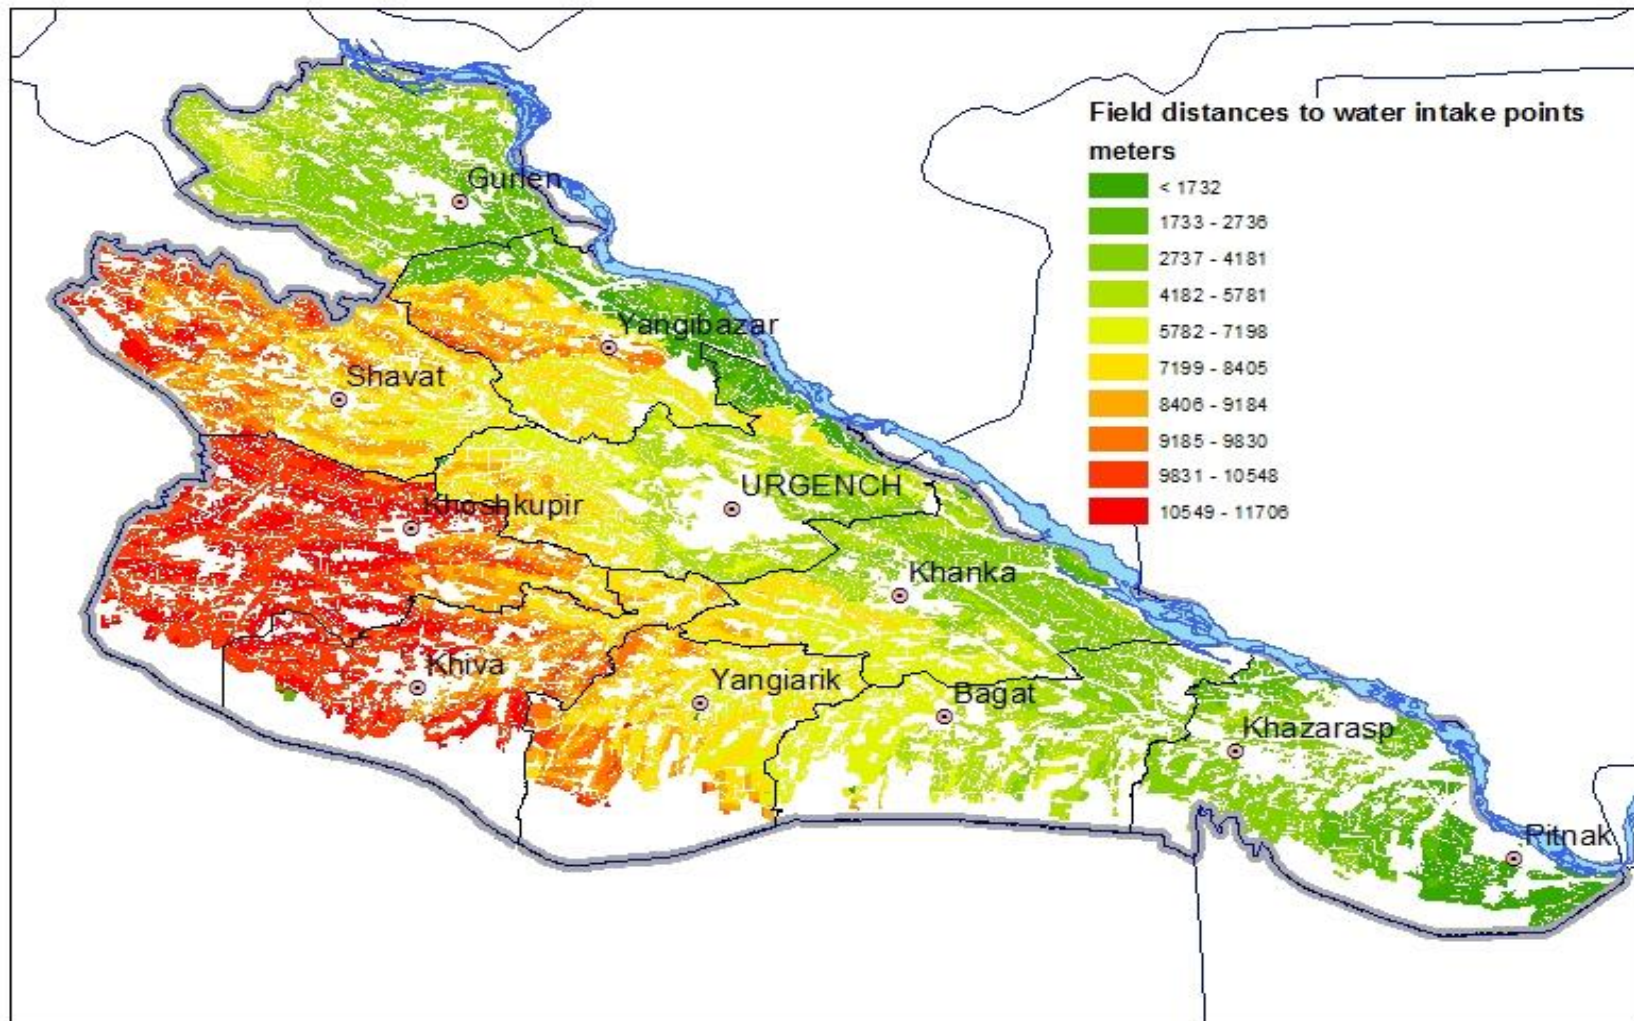 Field distances to water intake points
meters
< 1732
1733 - 2736
2737 - 4181
4182 - 5781
5782 - 7198
7199 - 8405
8406 - 9184
9185 - 9830
9831 - 10548
10549 - 11706
Gurlen
Yangibazar
Shavat
URGENCH
Khoshkupir
Khanka
Khiva
Yangiarik
Bagat
Khazarasp
Pitnak